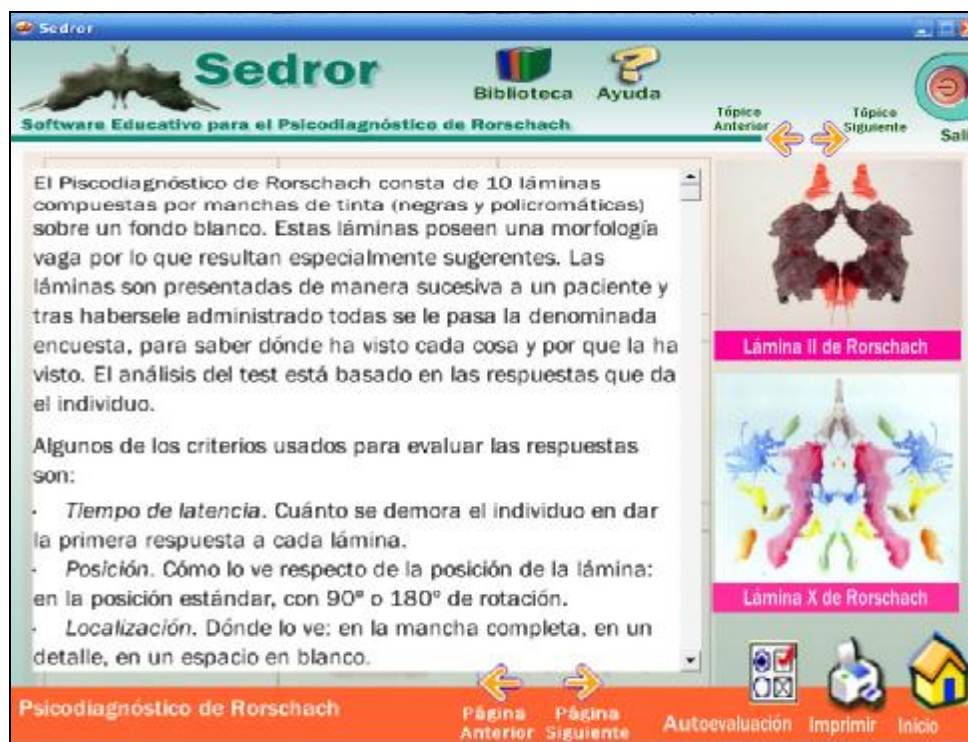 Sedror
Sedror
Biblioteca
Ayuda
Software Educativo para el Psicodiagnóstico de Rorschach
Tópico
Anterior
Tópico
Siguiente
El Piscodiagnóstico de Rorschach consta de 10 láminas
compuestas por manchas de tinta (negras y policromáticas)
sobre un fondo blanco. Estas láminas poseen una morfología
vaga por lo que resultan especialmente sugerentes. Las
láminas son presentadas de manera sucesiva a un paciente y
tras habersele administrado todas se le pasa la denominada
encuesta, para saber dónde ha visto cada cosa y por que la ha
visto. El análisis del test está basado en las respuestas que da
el individuo.
Algunos de los criterios usados para evaluar las respuestas
son:
- Tiempo de latencia. Cuánto se demora el individuo en dar
la primera respuesta a cada lámina.
- Posición. Cómo lo ve respecto de la posición de la lámina:
en la posición estándar, con 90º o 180º de rotación.
- Localización. Dónde lo ve: en la mancha completa, en un
detalle, en un espacio en blanco.
Lámina II de Rorschach
Lámina X de Rorschach
Psicodiagnóstico de Rorschach
Página
Anterior
Página
Siguiente
Autoevaluación
Imprimir
Inicio